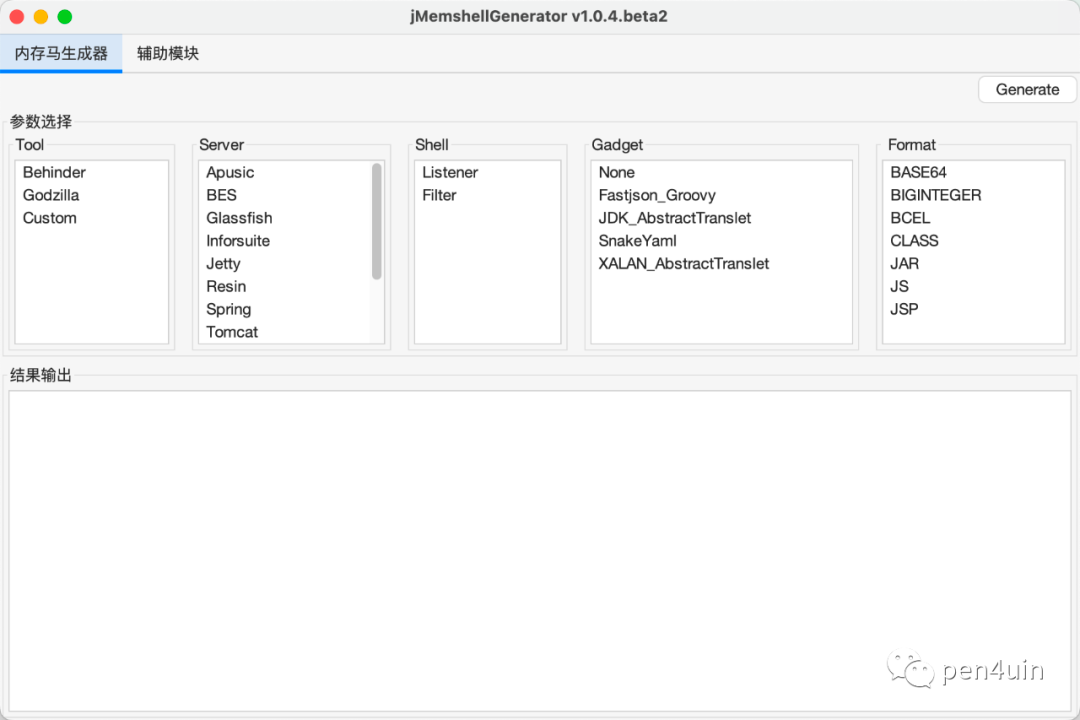 jMemshellGenerator v1.0.4.beta2
内存马生成器 辅助模块
Generate
参数选择
Tool
Behinder
Godzilla
Custom
Server
Apusic
BES
Glassfish
Inforsuite
Jetty
Resin
Spring
Tomcat
Shell
Listener
Filter
Gadget
None
Fastjson_Groovy
JDK_AbstractTranslet
SnakeYaml
XALAN_AbstractTranslet
Format
BASE64
BIGINTEGER
BCEL
CLASS
JAR
JS
JSP
结果输出
pen4uin